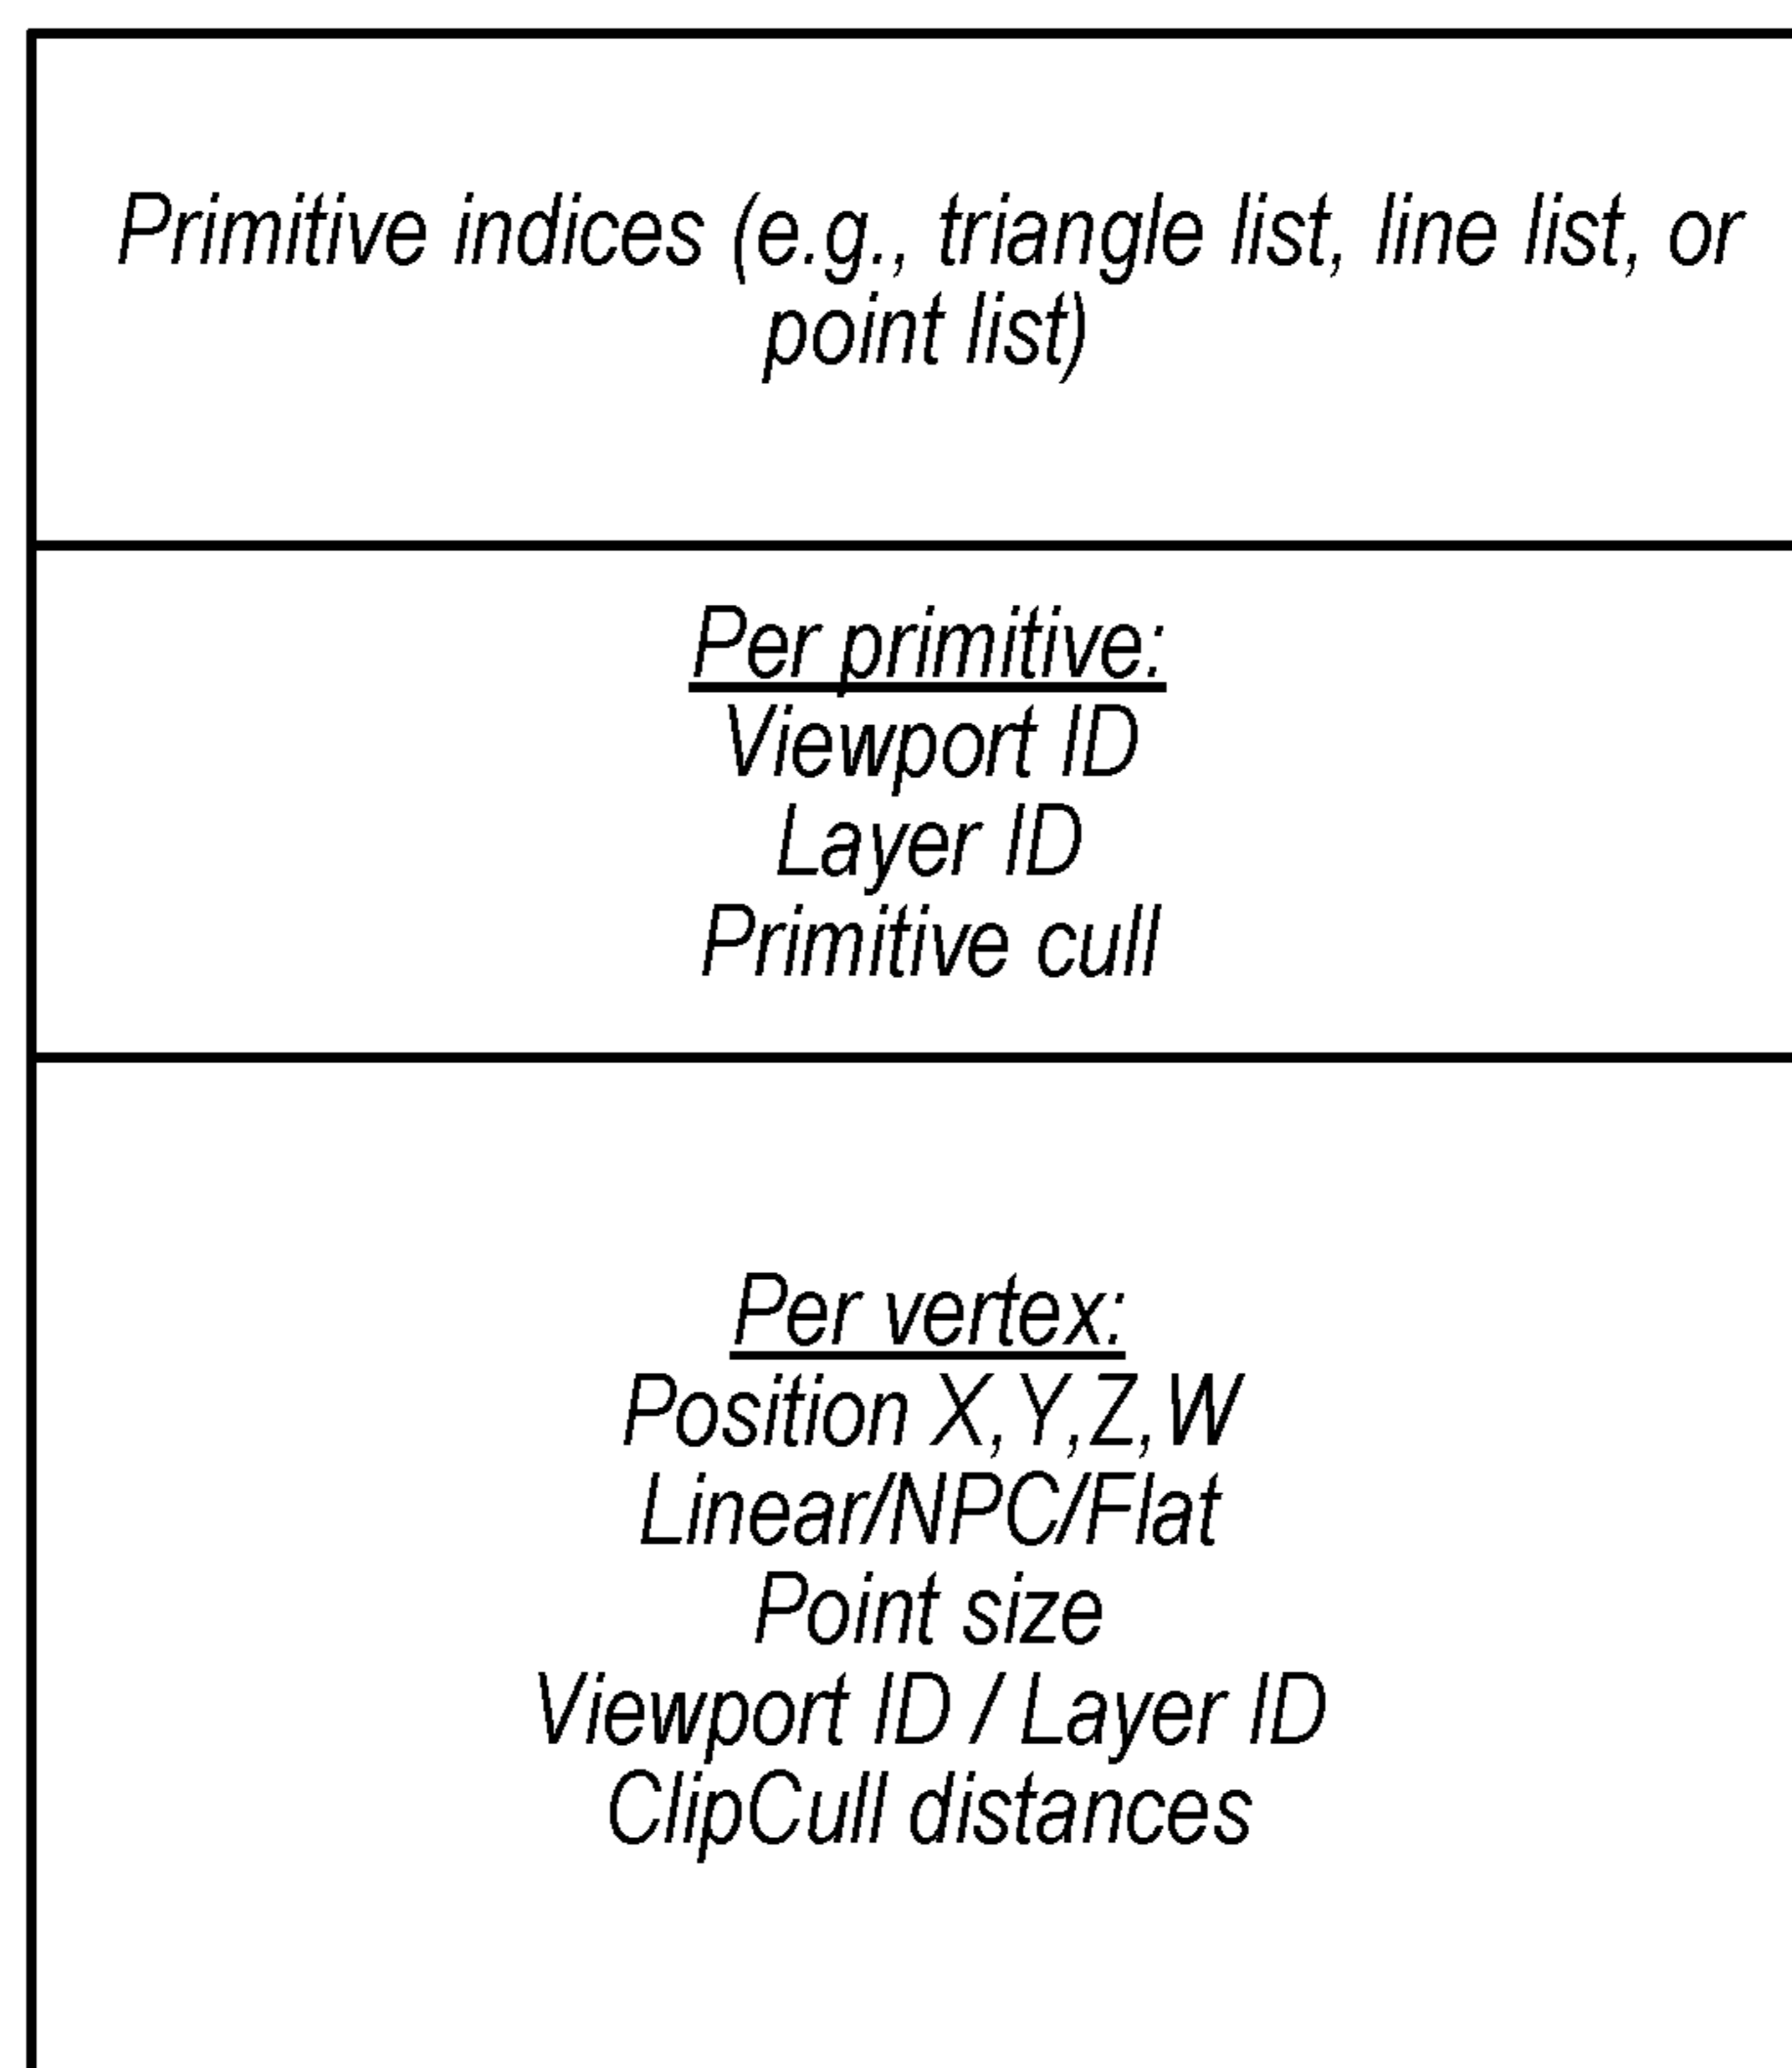 Primitive indices (e.g., triangle list, line list, or
point list)
Per primitive:
Viewport ID
Layer ID
Primitive cull
Per vertex:
Position X,Y,Z,W
Linear/NPC/Flat
Point size
Viewport ID / Layer ID
ClipCull distances